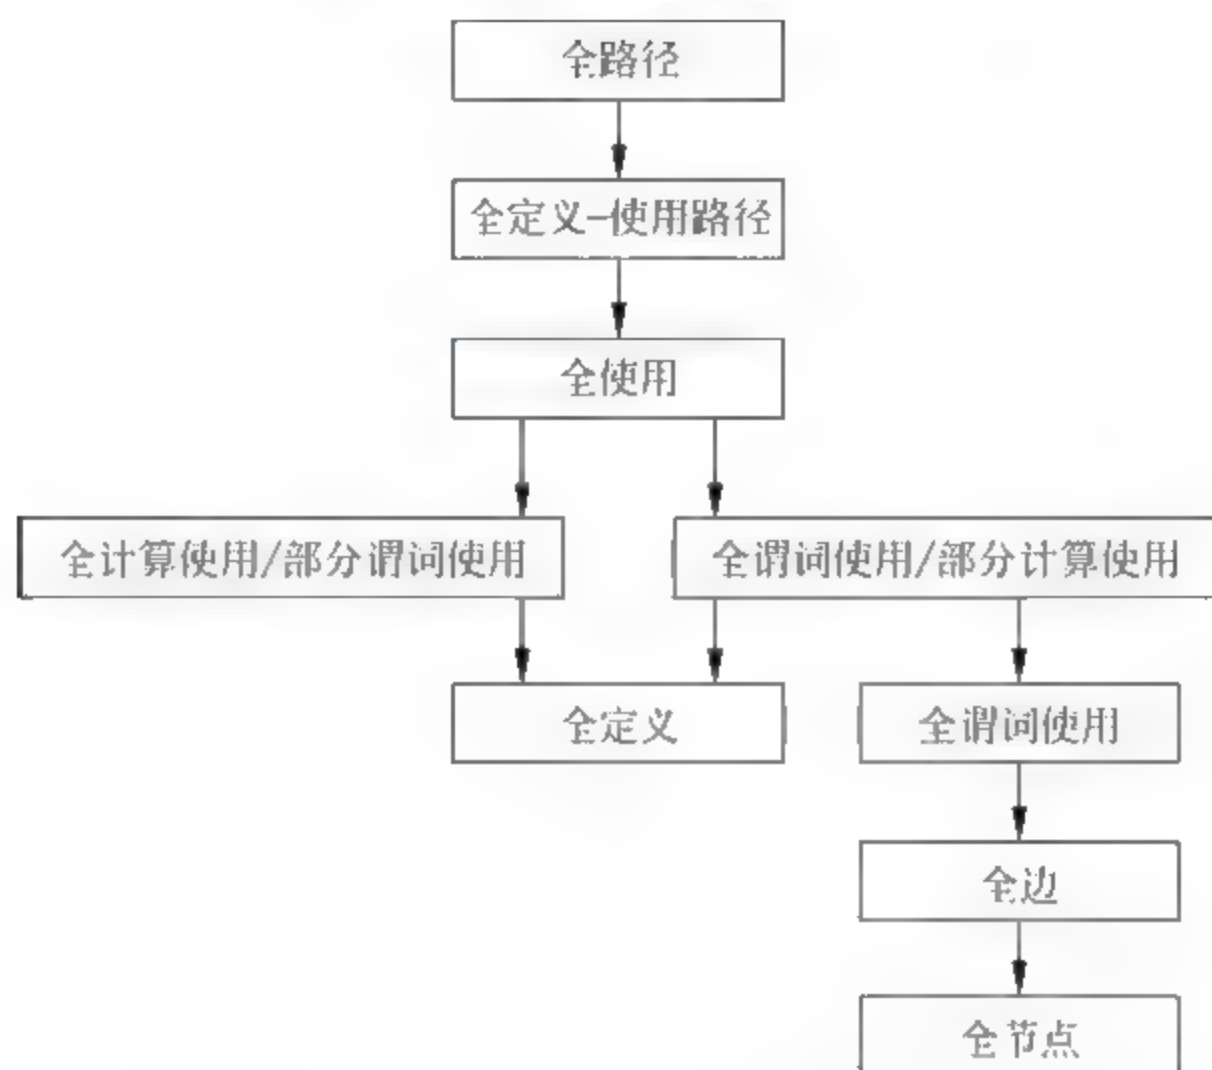 全路径
全定义-使用路径
全使用
全计算使用/部分谓词使用
全谓词使用/部分计算使用
全定义
全谓词使用
全边
全节点